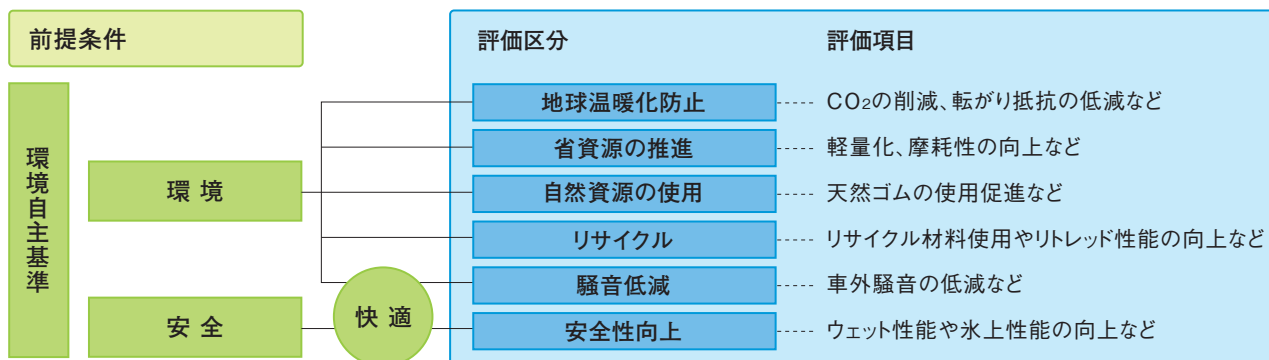 前提条件
評価区分
評価項目
環境自主基準
環 境
安 全
快 適
地球温暖化防止
CO₂の削減、転がり抵抗の低減など
省資源の推進
軽量化、摩耗性の向上など
自然資源の使用
天然ゴムの使用促進など
リサイクル
リサイクル材料使用やリトレッド性能の向上など
騒音低減
車外騒音の低減など
安全性向上
ウェット性能や氷上性能の向上など